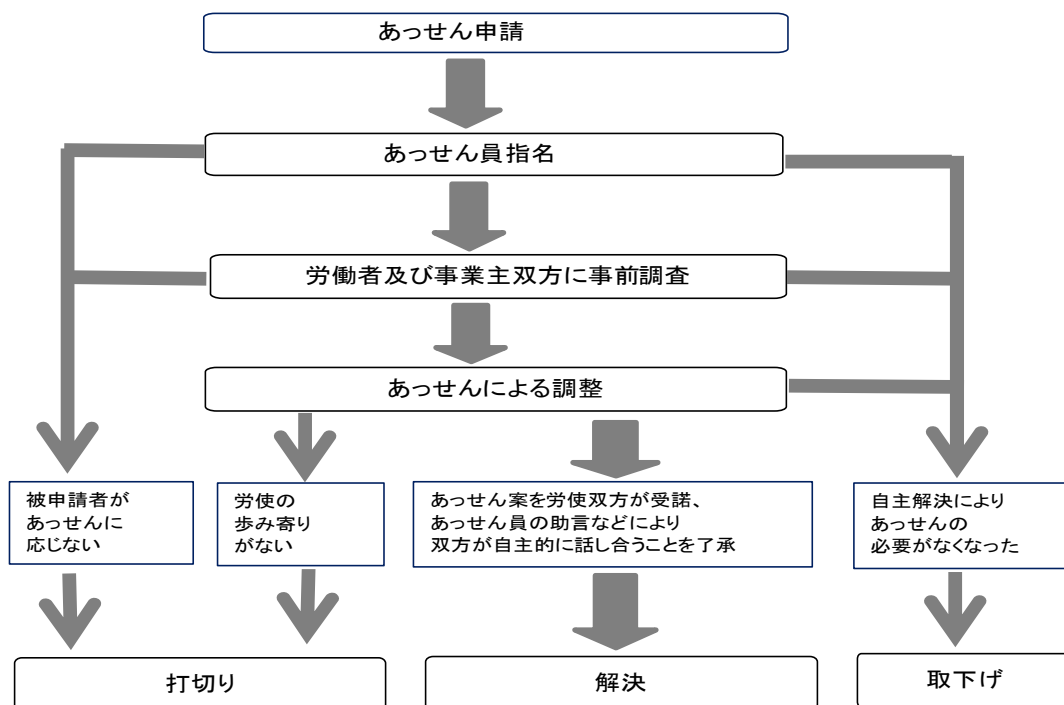 あっせん申請
あっせん員指名
労働者及び事業主双方に事前調査
あっせんによる調整
被申請者が
あっせんに
応じない
労使の
歩み寄り
がない
あっせん案を労使双方が受諾、
あっせん員の助言などにより
双方が自主的に話し合うことを了承
自主解決により
あっせんの
必要がなくなった
打切り
解決
取下げ